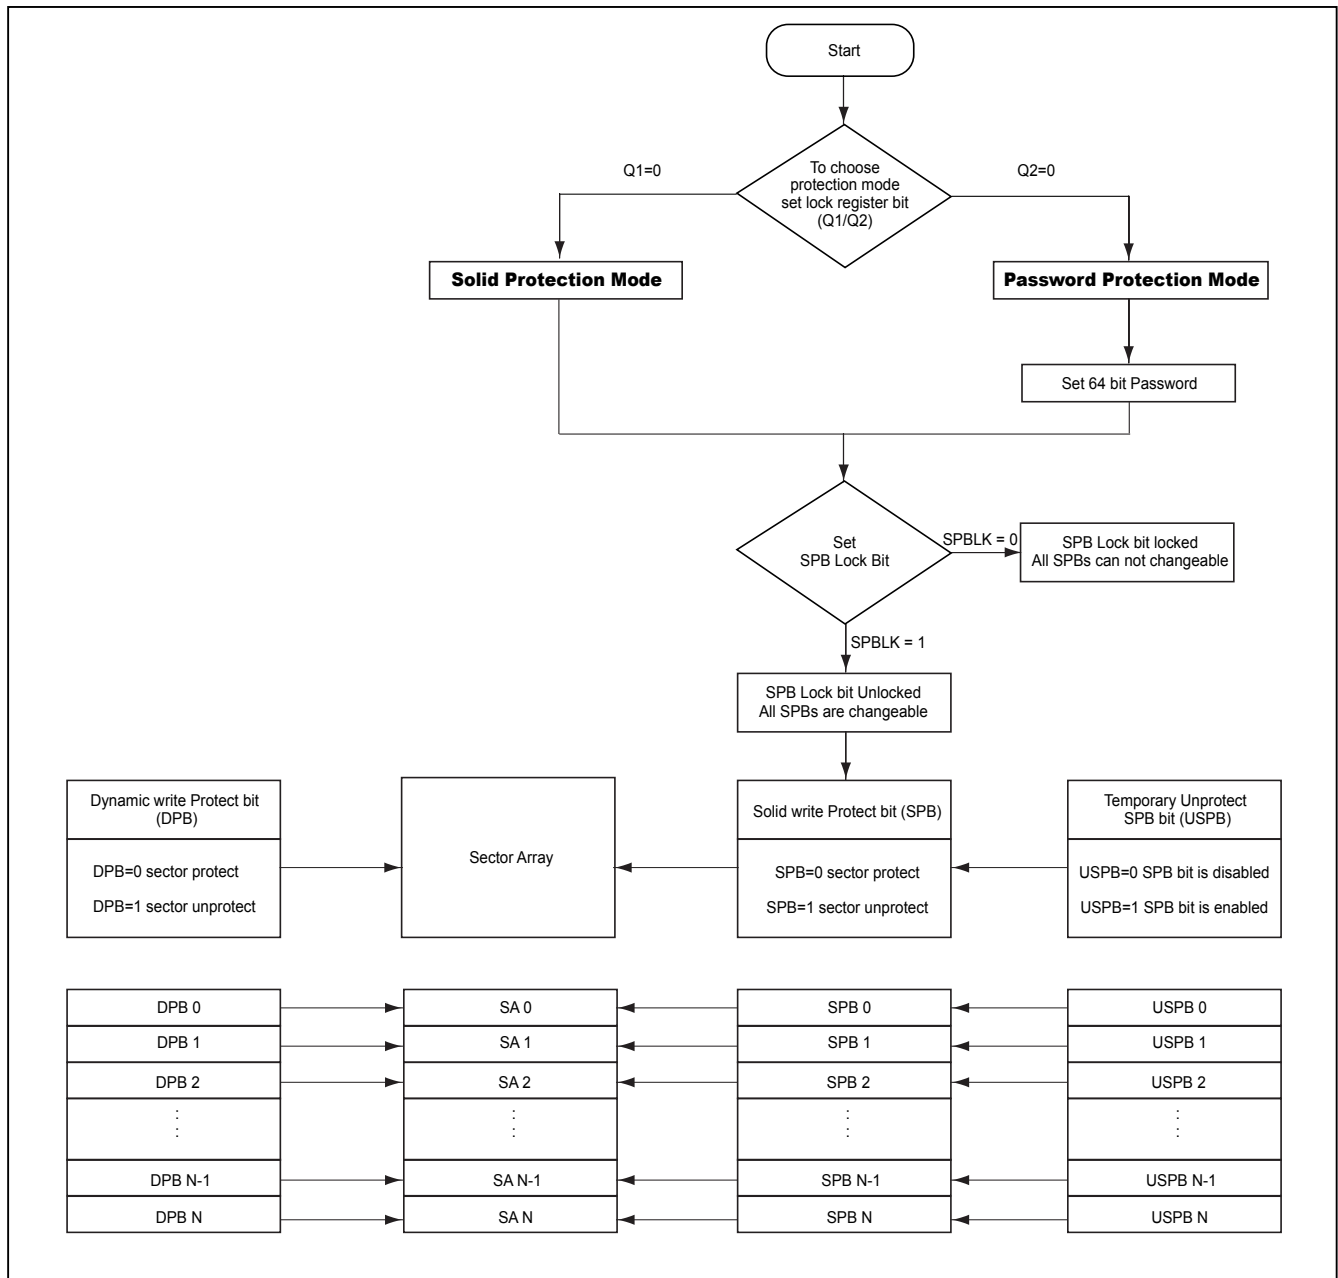 Start
To choose
protection mode
set lock register bit
(Q1/Q2)
Q1=0
Q2=0
Solid Protection Mode
Password Protection Mode
Set 64 bit Password
Set
SPB Lock Bit
SPBLK = 0
SPB Lock bit locked
All SPBs can not changeable
SPBLK = 1
SPB Lock bit Unlocked
All SPBs are changeable
Dynamic write Protect bit
(DPB)
DPB=0 sector protect
DPB=1 sector unprotect
Sector Array
Solid write Protect bit (SPB)
SPB=0 sector protect
SPB=1 sector unprotect
Temporary Unprotect
SPB bit (USPB)
USPB=0 SPB bit is disabled
USPB=1 SPB bit is enabled
DPB 0
SA 0
SPB 0
USPB 0
DPB 1
SA 1
SPB 1
USPB 1
DPB 2
SA 2
SPB 2
USPB 2
DPB N-1
SA N-1
SPB N-1
USPB N-1
DPB N
SA N
SPB N
USPB N